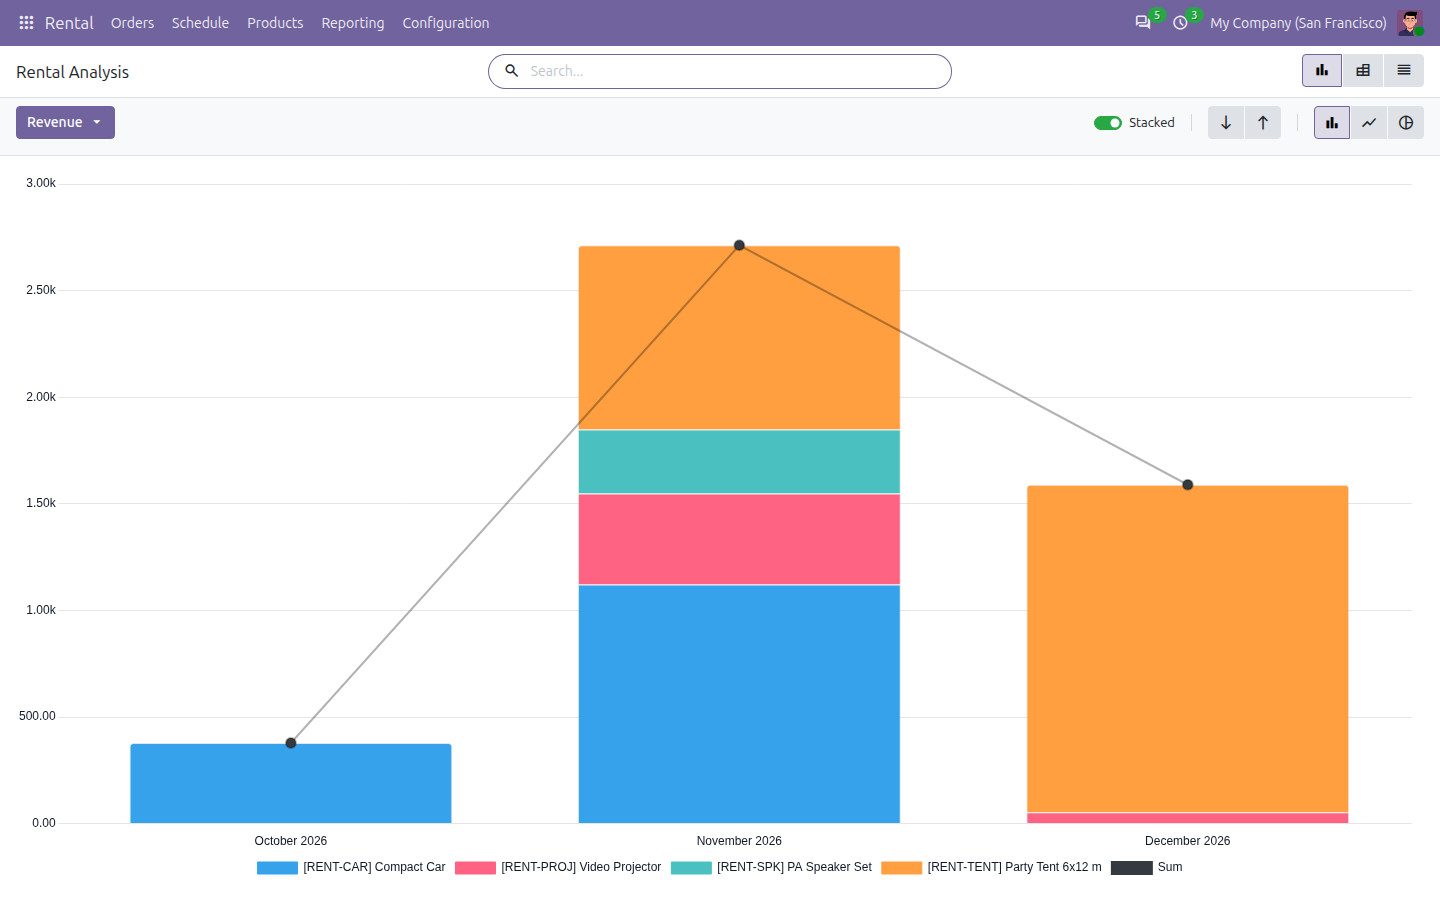 Rental Orders Schedule Products Reporting Configuration 5 3 My Company (San Francisco)
Rental Analysis Search...
Revenue Stacked
3.00k
2.50k
2.00k
1.50k
1.00k
500.00
0.00
October 2026 November 2026 December 2026
[RENT-CAR] Compact Car [RENT-PROJ] Video Projector [RENT-SPK] PA Speaker Set [RENT-TENT] Party Tent 6x12 m Sum